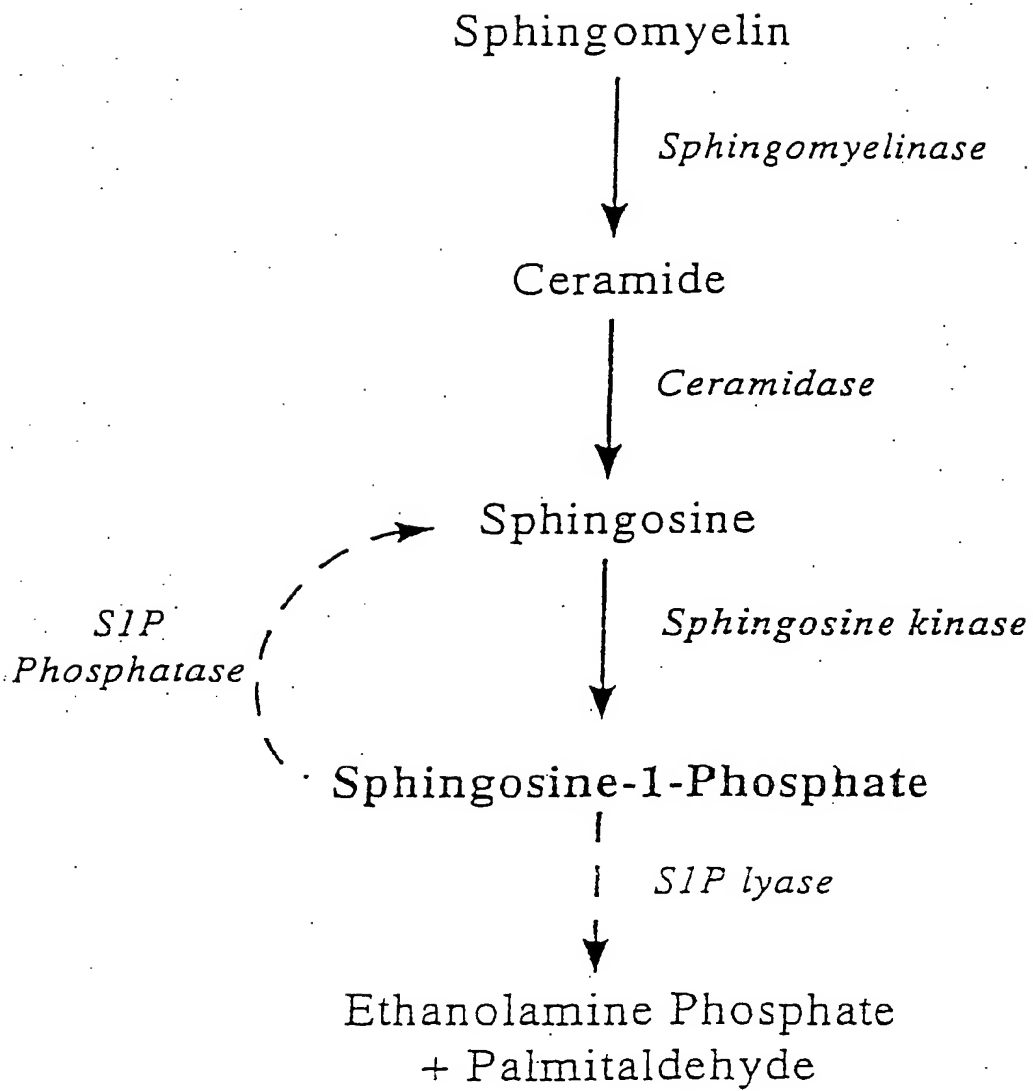 Sphingomyelin
Sphingomyelinase
Ceramide
Ceramidase
Sphingosine
S1P
Phosphatase
Sphingosine kinase
Sphingosine-1-Phosphate
S1P lyase
Ethanolamine Phosphate
+ Palmitaldehyde